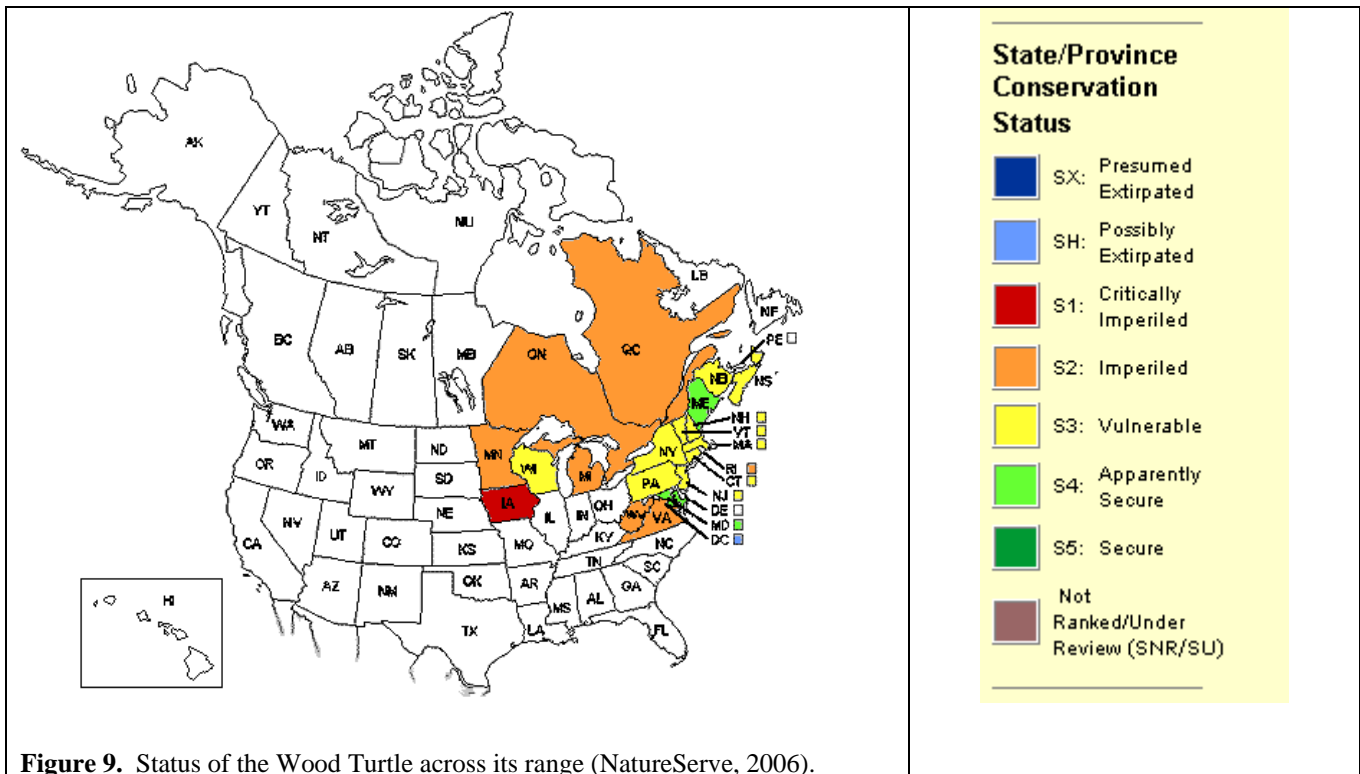 AK
YT
NT
NU
BC
AB
SK
MB
ON
QC
LB
NF
PE
NB
NS
ME
NH
VT
MA
WA
MT
ND
MN
OR
ID
SD
WI
MI
NY
RI
CT
WY
IA
PA
NJ
NE
DE
MD
NV
UT
CO
IL
IN
OH
WV
VA
DC
CA
KS
MO
KY
NC
AZ
NM
OK
AR
TN
SC
MS
AL
GA
TX
LA
FL
HI
Figure 9. Status of the Wood Turtle across its range (NatureServe, 2006).
State/Province
Conservation
Status
SX: Presumed
Extirpated
SH: Possibly
Extirpated
S1: Critically
Imperiled
S2: Imperiled
S3: Vulnerable
S4: Apparently
Secure
S5: Secure
Not
Ranked/Under
Review (SNR/SU)